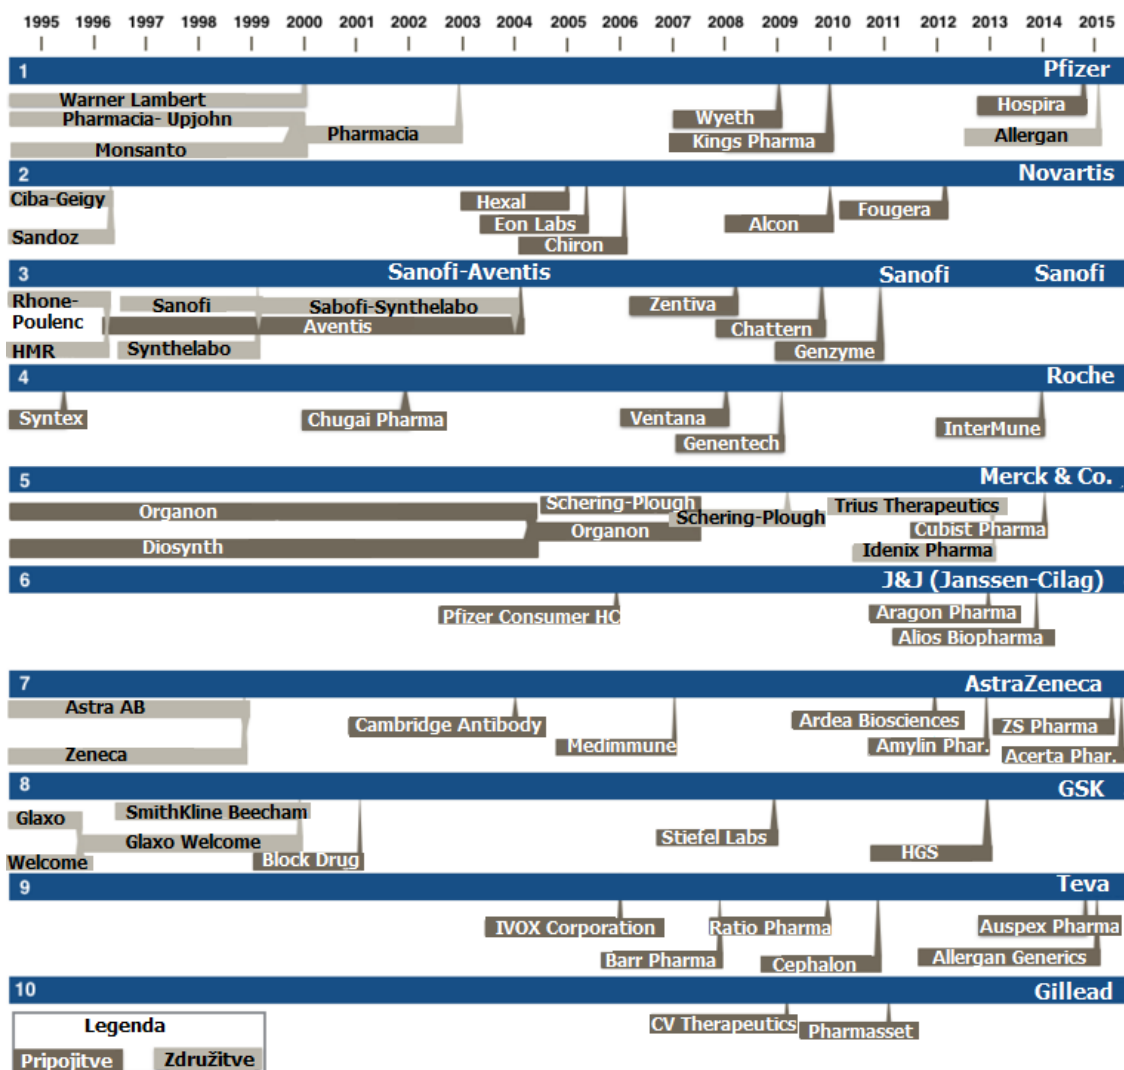 1995 1996 1997 1998 1999 2000 2001 2002 2003 2004 2005 2006 2007 2008 2009 2010 2011 2012 2013 2014 2015
1 Pfizer
Warner Lambert
Pharmacia- Upjohn
Monsanto
Pharmacia
Wyeth
Kings Pharma
Hospira
Allergan
2 Novartis
Ciba-Geigy
Sandoz
Hexal
Eon Labs
Chiron
Alcon
Fougera
3 Sanofi-Aventis Sanofi Sanofi
Rhone-
Poulenc
HMR
Sanofi
Synthelabo
Sabofi-Synthelabo
Aventis
Zentiva
Chattern
Genzyme
4 Roche
Syntex
Chugai Pharma
Ventana
Genentech
InterMune
5 Merck & Co.
Organon
Diosynth
Schering-Plough
Organon
Schering-Plough
Trius Therapeutics
Cubist Pharma
Idenix Pharma
6 J&J (Janssen-Cilag)
Pfizer Consumer HC
Aragon Pharma
Alios Biopharma
7 AstraZeneca
Astra AB
Zeneca
Cambridge Antibody
Medimmune
Ardea Biosciences
Amylin Phar.
ZS Pharma
Acerta Phar.
8 GSK
Glaxo
Welcome
SmithKline Beecham
Glaxo Welcome
Block Drug
Stiefel Labs
HGS
9 Teva
IVOX Corporation
Barr Pharma
Ratio Pharma
Cephalon
Auspex Pharma
Allergan Generics
10 Gillead
CV Therapeutics
Pharmasset
Legenda
Pripojitve Združitve